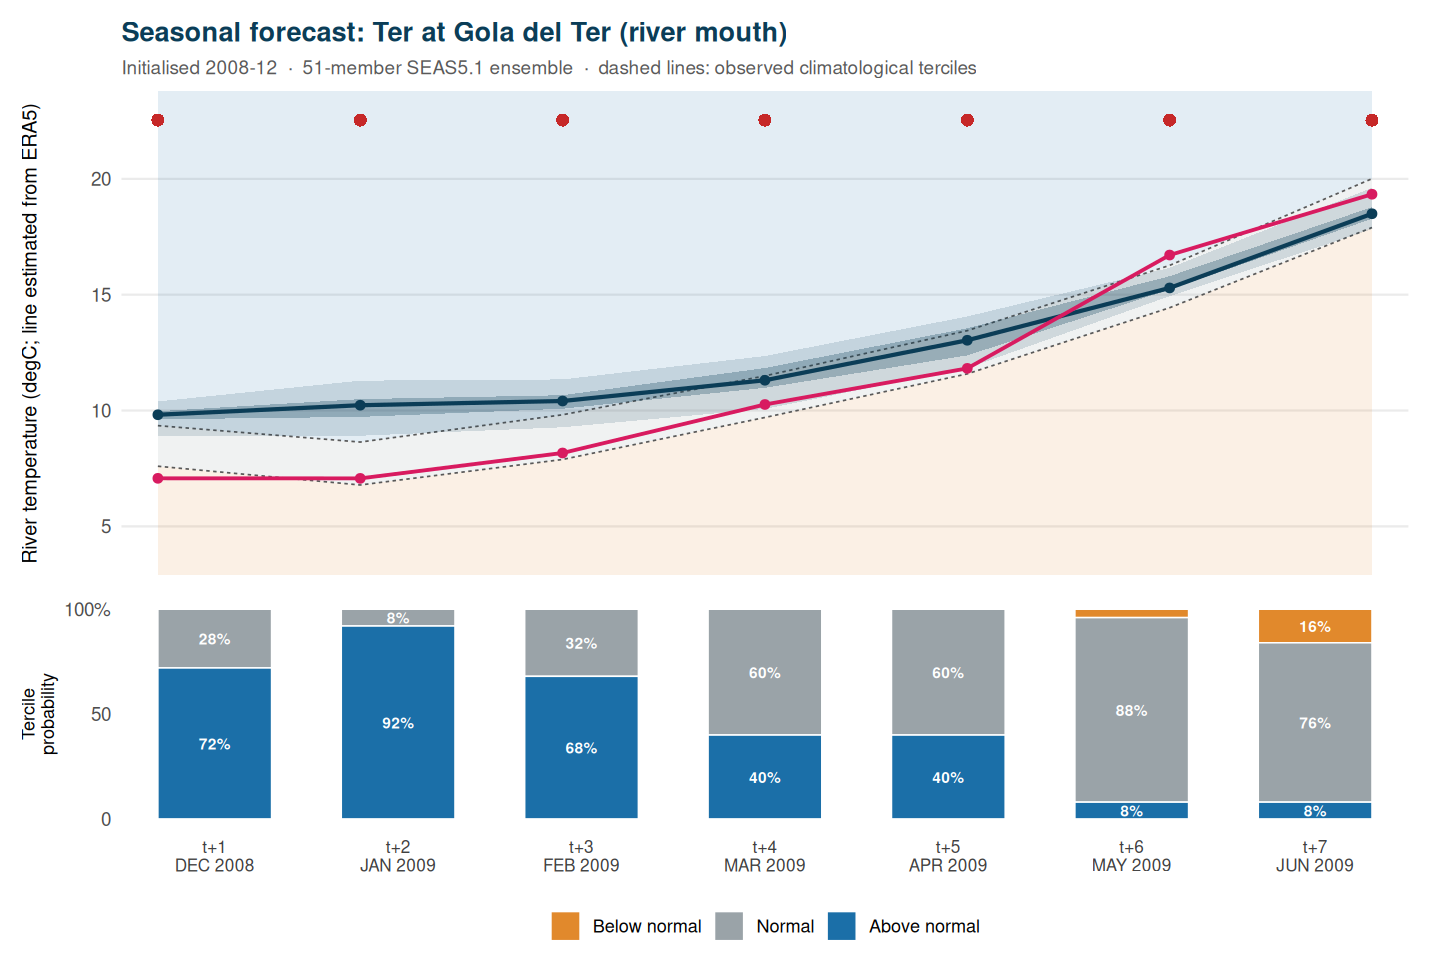 Seasonal forecast: Ter at Gola del Ter (river mouth)
Initialised 2008-12 · 51-member SEAS5.1 ensemble · dashed lines: observed climatological terciles
River temperature (degC; line estimated from ERA5)
20
15
10
5
Tercile
probability
100%
50
0
28%
72%
8%
92%
32%
68%
60%
40%
60%
40%
88%
8%
16%
76%
8%
t+1
DEC 2008
t+2
JAN 2009
t+3
FEB 2009
t+4
MAR 2009
t+5
APR 2009
t+6
MAY 2009
t+7
JUN 2009
Below normal
Normal
Above normal